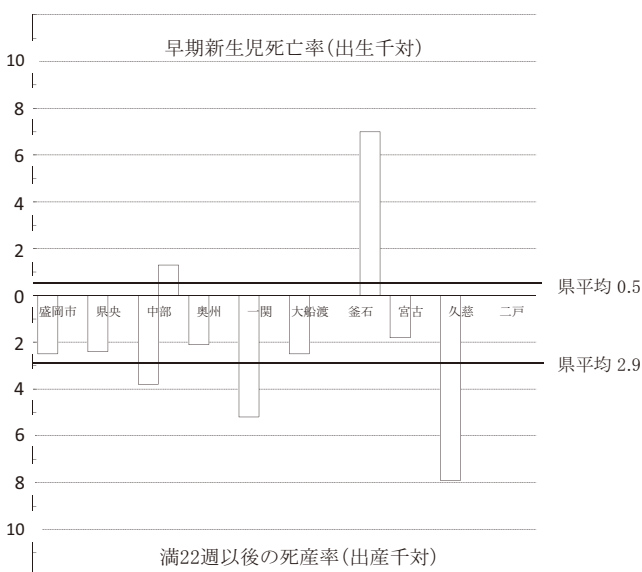 早期新生児死亡率(出生千対)
10
8
6
4
2
県平均 0.5
0
盛岡市 県央 中部 奥州 一関 大船渡 釜石 宮古 久慈 二戸
2
県平均 2.9
4
6
8
10
満22週以後の死産率(出産千対)